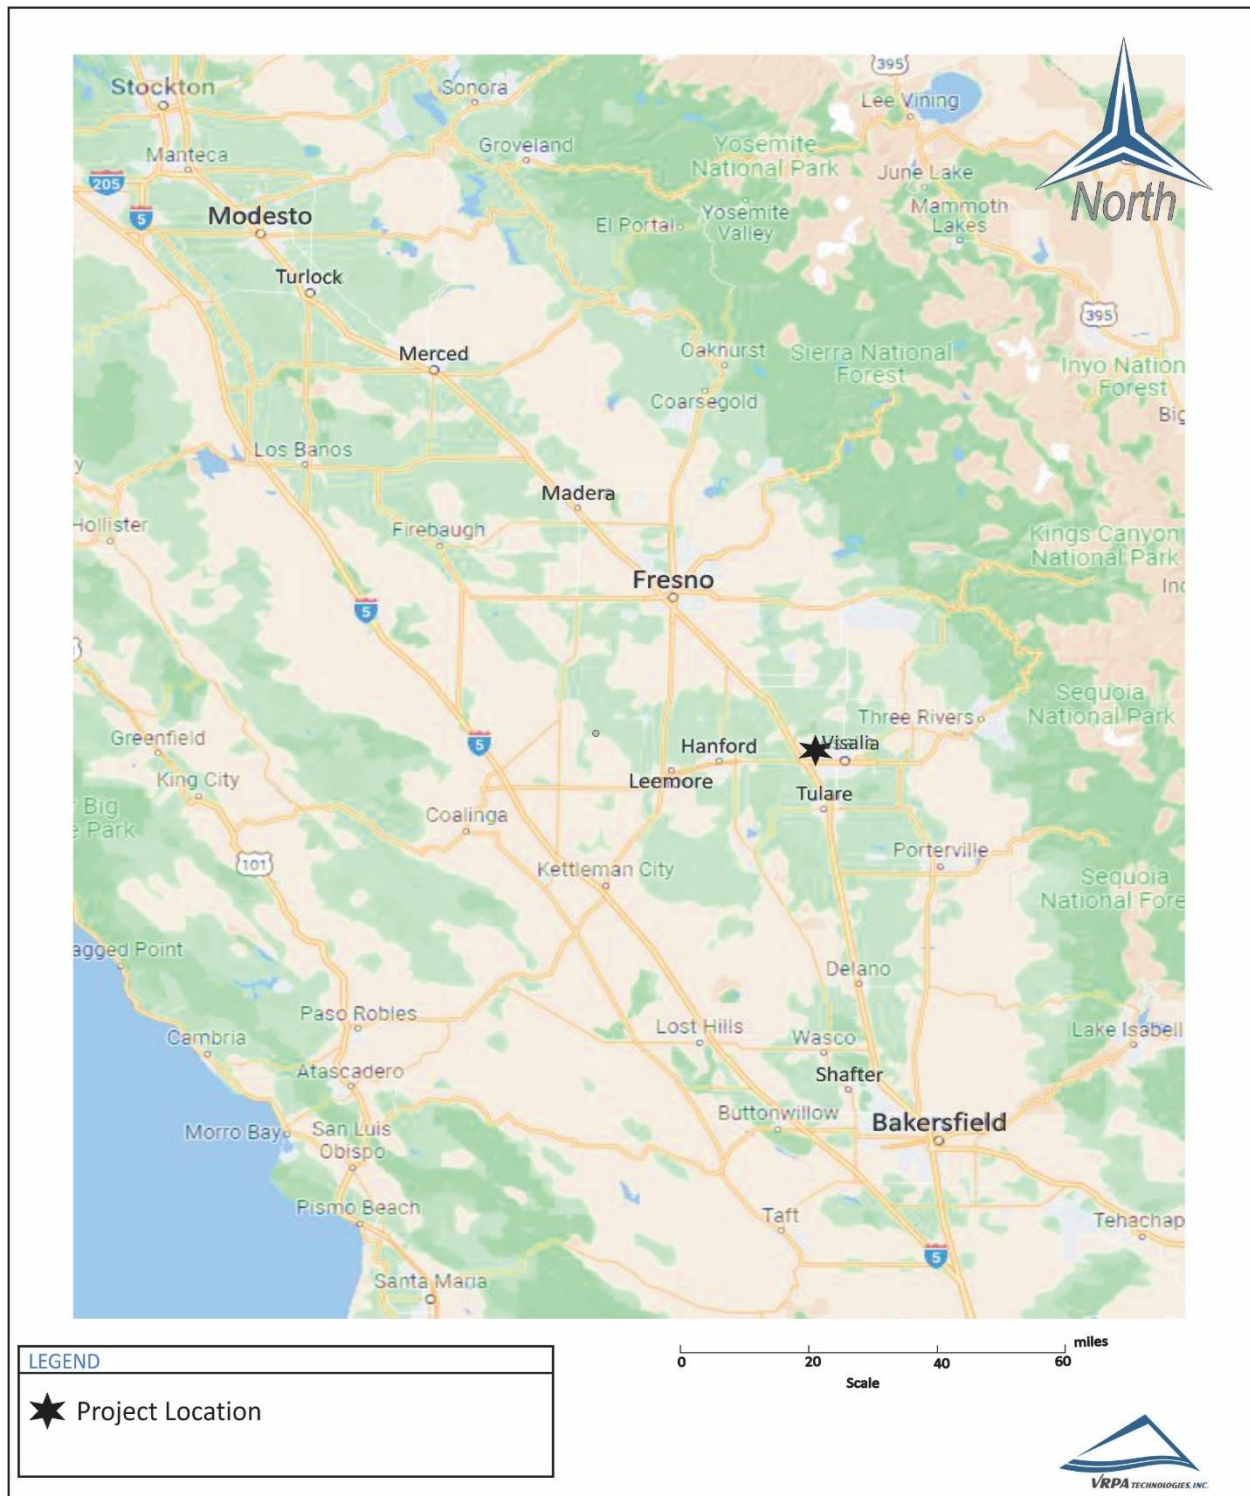 395
Stockton
Sonora
Lee Vining
Manteca
Groveland
Yosemite
National Park
June Lake
205
5
Modesto
El Portal
Yosemite
Valley
Mammoth
Lakes
North
Turlock
395
Merced
Oakhurst
Coarsegold
Sierra National
Forest
Inyo Nation
Forest
Big
Los Banos
y
Madera
Hollister
Firebaugh
Kings Canyon
National Park
Fresno
5
Sequoia
National Park
Three Rivers
Greenfield
5
Hanford
Visalia
King City
Leemore
Tulare
r Big
e Park
Coalinga
101
Porterville
Kettleman City
Sequoia
National Fore
agged Point
Delano
Paso Robles
Lost Hills
Wasco
Lake Isabell
Cambria
Atascadero
Shafter
Buttonwillow
Bakersfield
Morro Bay
San Luis
Obispo
Pismo Beach
Taft
Tehachap
5
Santa Maria
LEGEND
Project Location
miles
0 20 40 60
Scale
VRPA TECHNOLOGIES, INC.